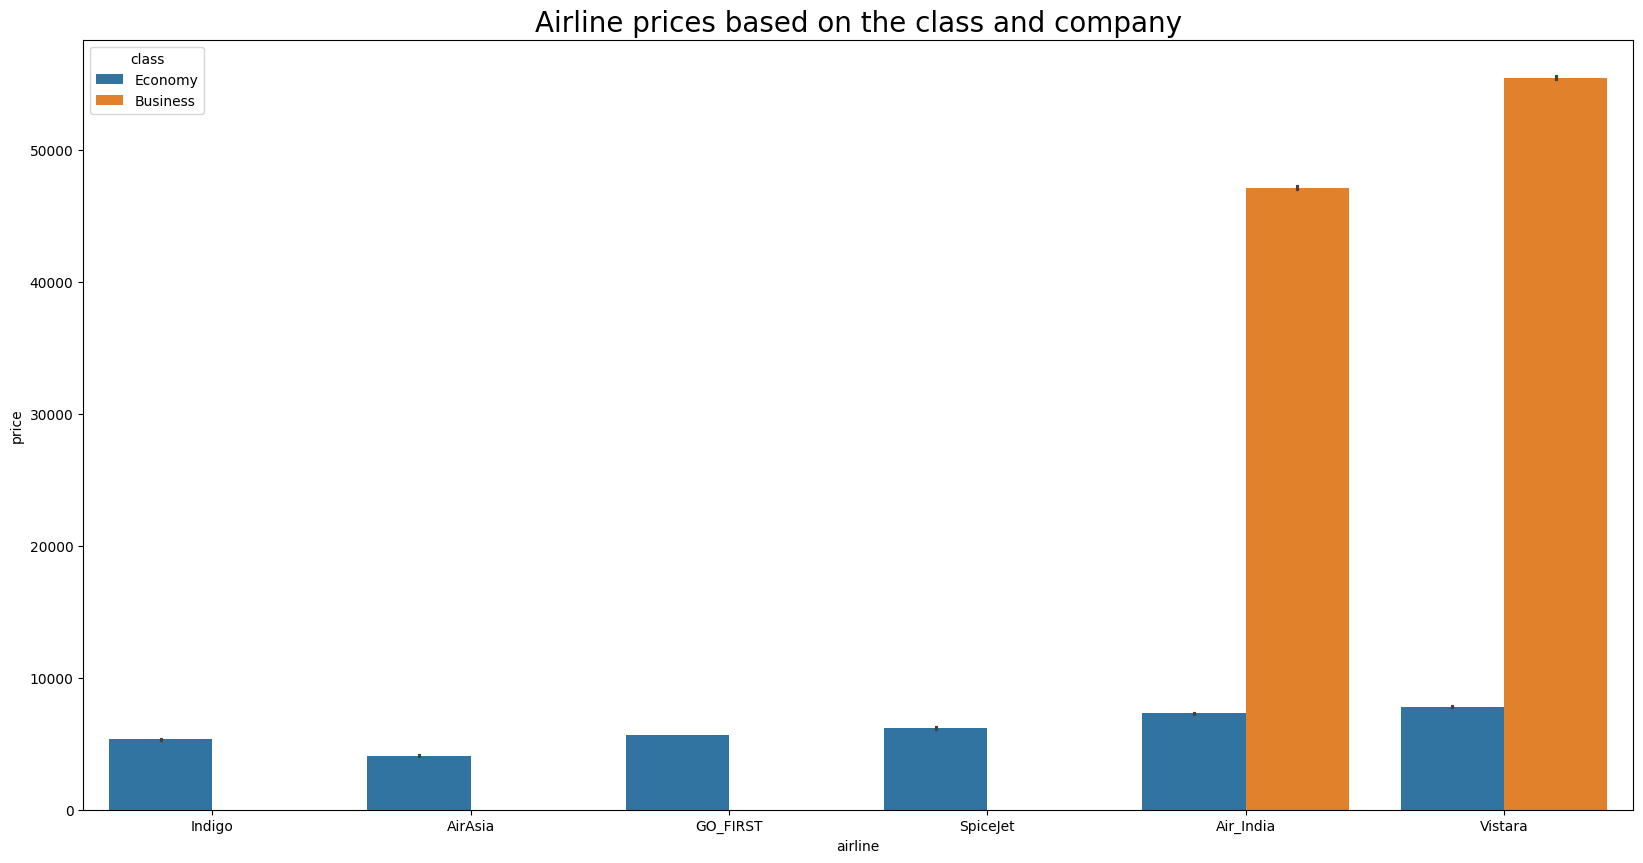 Airline prices based on the class and company
class
Economy
Business
price
50000
40000
30000
20000
10000
0
Indigo AirAsia GO_FIRST SpiceJet Air_India Vistara
airline